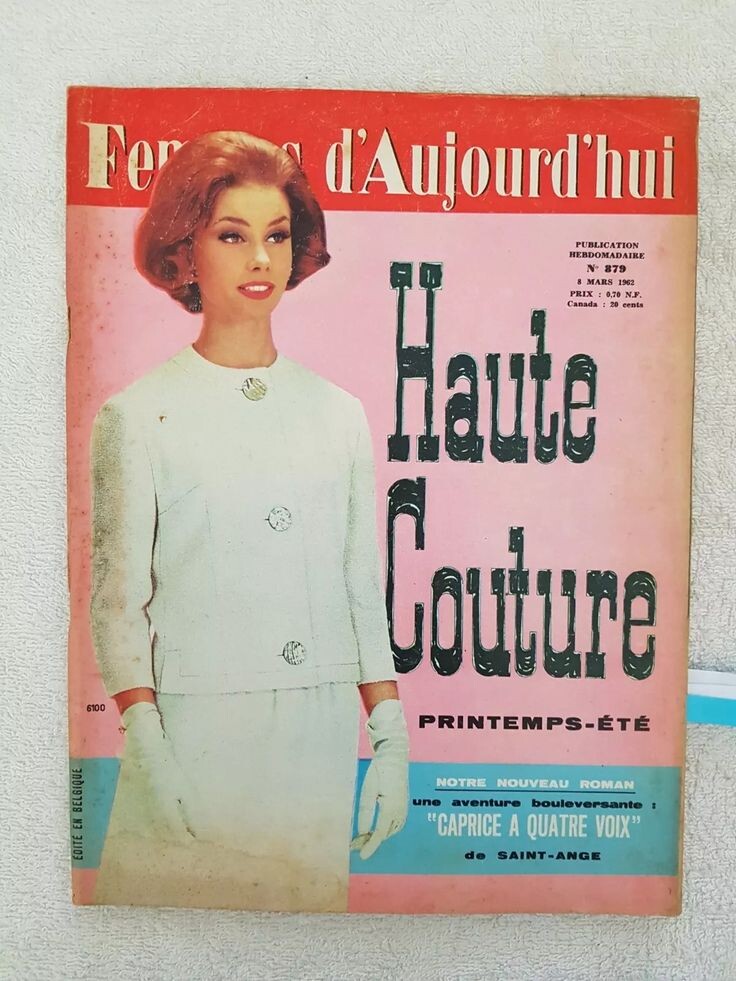 Femmes d'Aujourd'hui
PUBLICATION
HEBDOMADAIRE
N° 879
8 MARS 1962
PRIX : 0,70 N.F.
Canada : 20 cents
Haute
Couture
PRINTEMPS-ÉTÉ
6100
EDITE EN BELGIQUE
NOTRE NOUVEAU ROMAN
une aventure bouleversante :
"CAPRICE A QUATRE VOIX"
de SAINT-ANGE